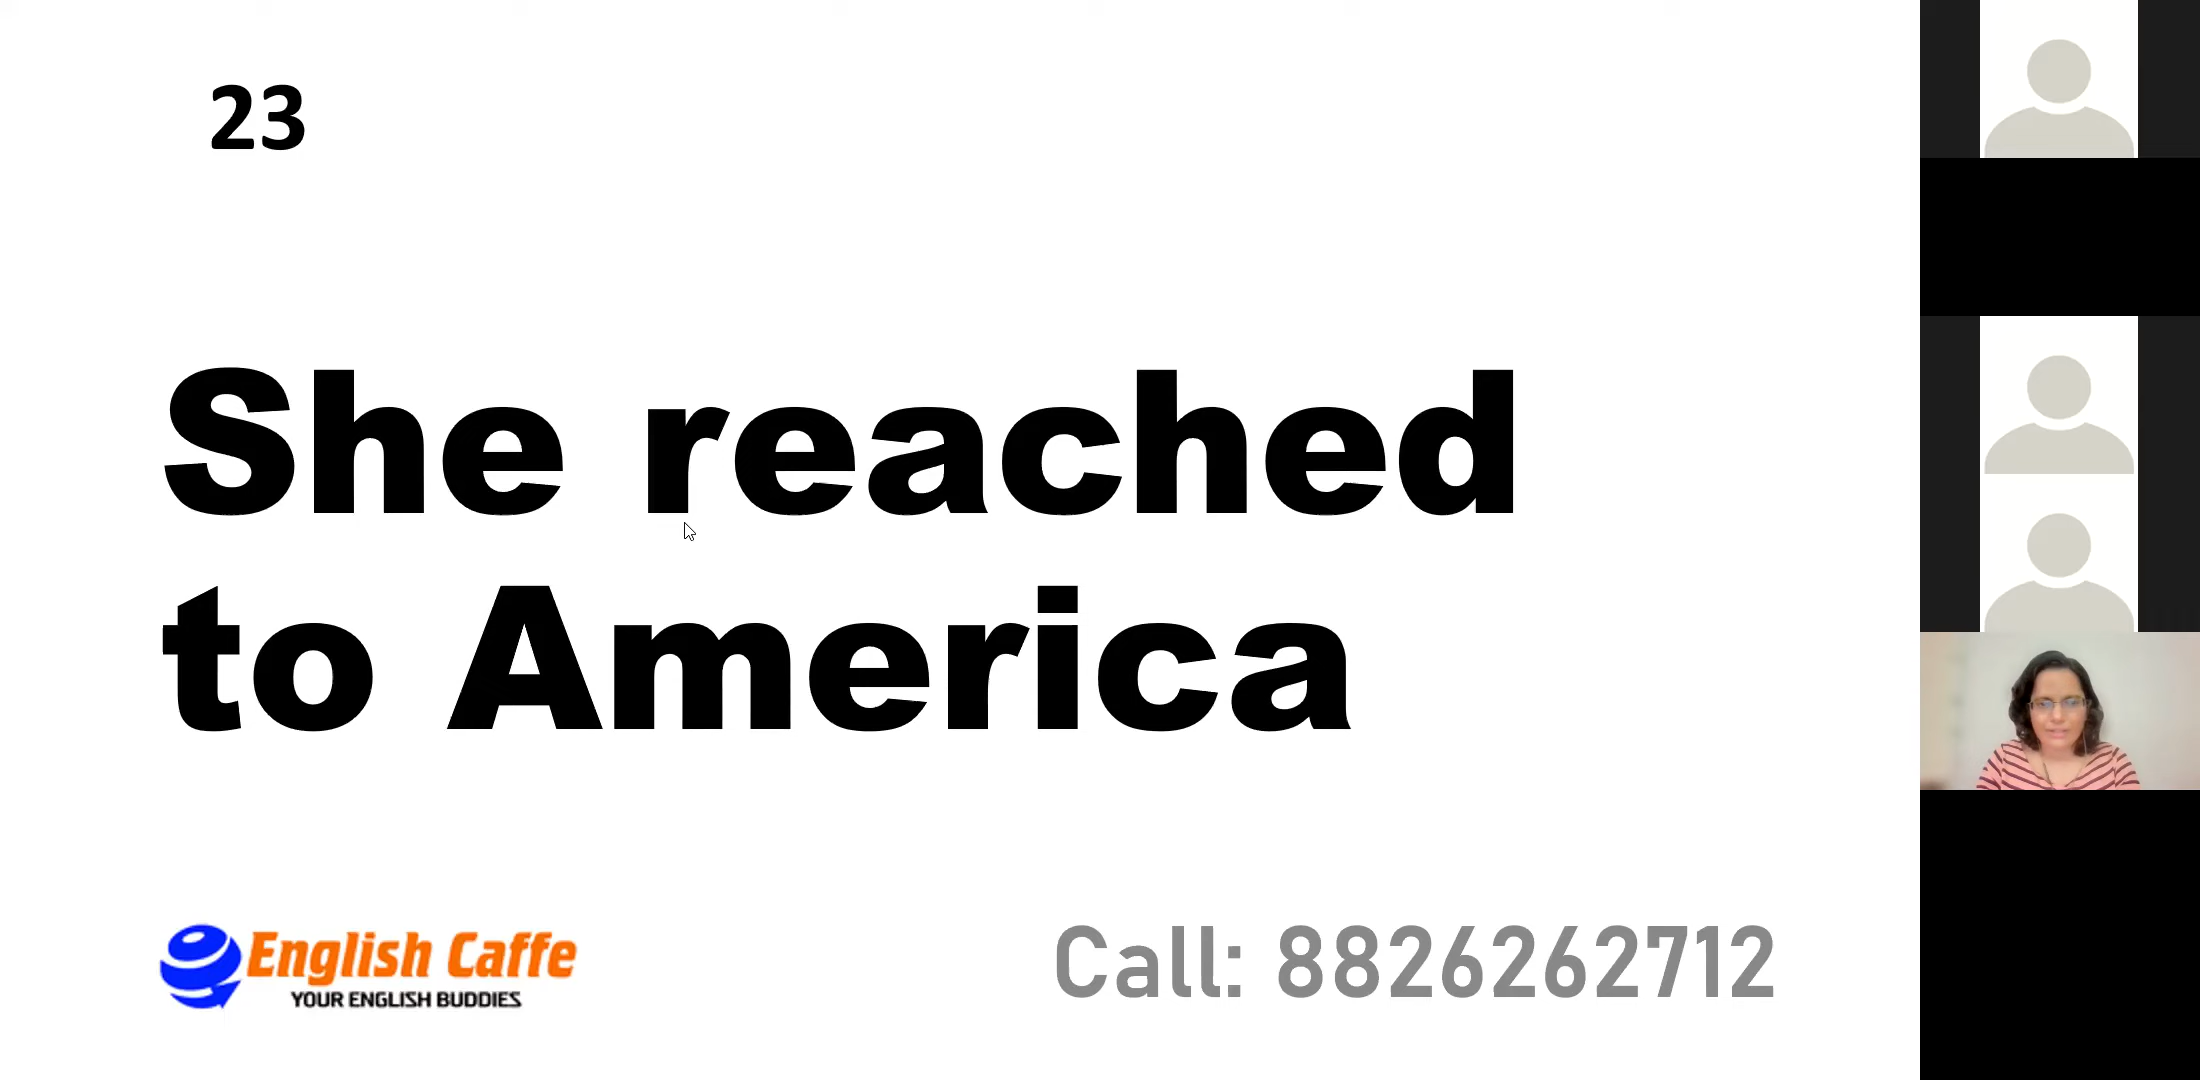 23
She reached
to America
English Caffe
YOUR ENGLISH BUDDIES
Call: 8826262712